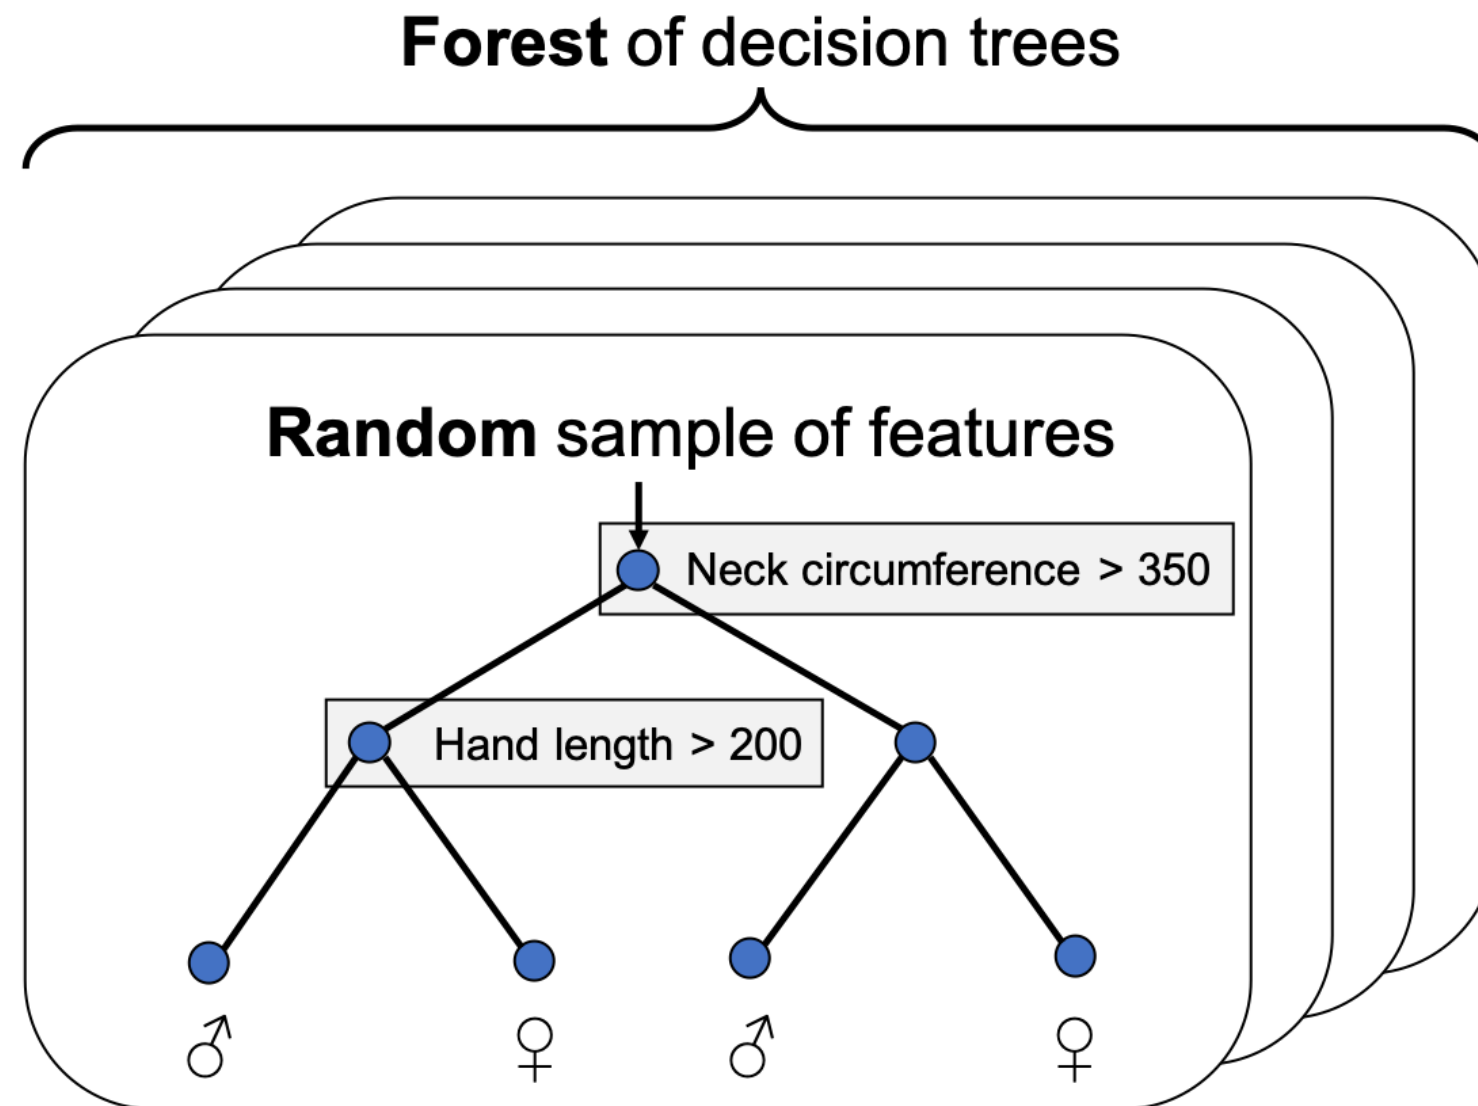 Forest of decision trees
Random sample of features
Neck circumference > 350
Hand length > 200
♂ ♀ ♂ ♀